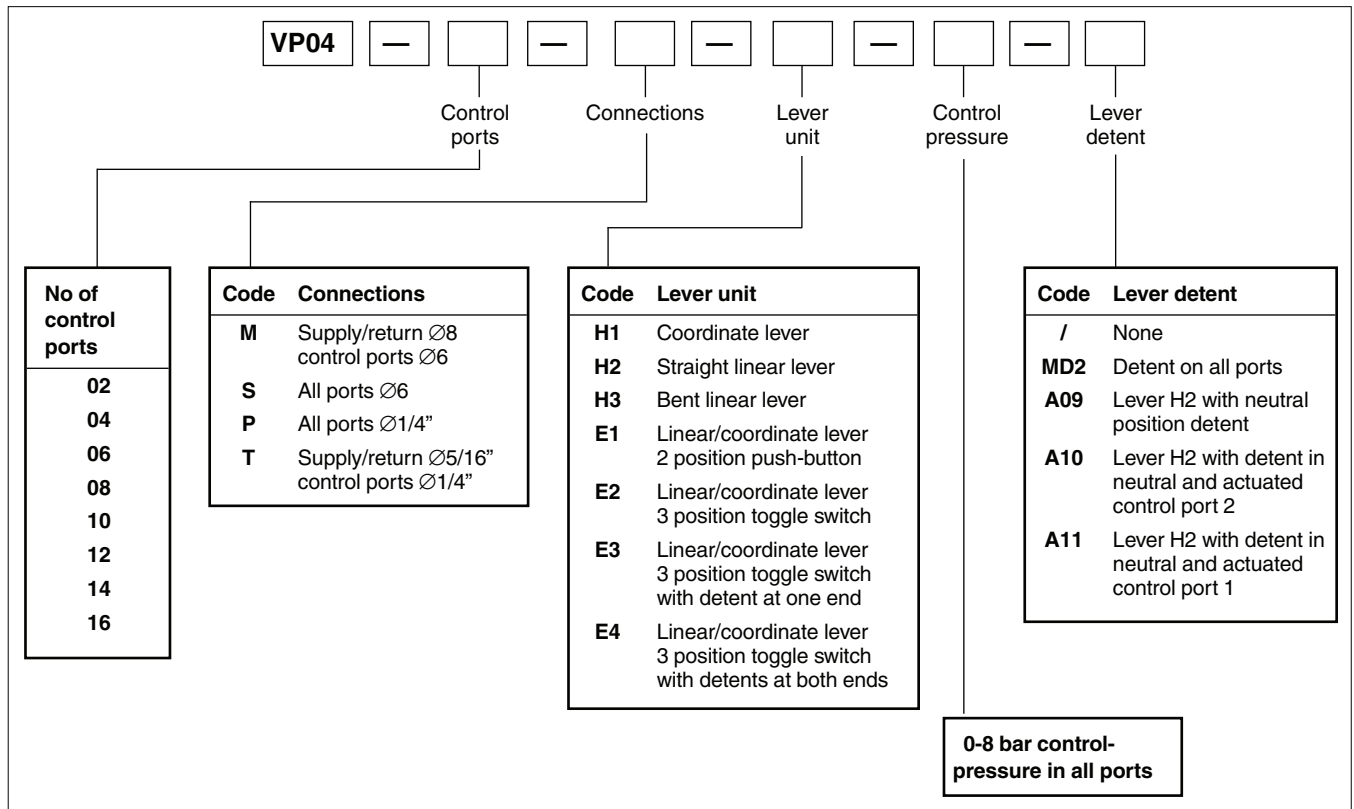 VP04 — — — — —
Control
ports
Connections
Lever
unit
Control
pressure
Lever
detent
No of
control
ports
02
04
06
08
10
12
14
16
Code Connections
M Supply/return ∅8
control ports ∅6
S All ports ∅6
P All ports ∅1/4”
T Supply/return ∅5/16”
control ports ∅1/4”
Code Lever unit
H1 Coordinate lever
H2 Straight linear lever
H3 Bent linear lever
E1 Linear/coordinate lever
2 position push-button
E2 Linear/coordinate lever
3 position toggle switch
E3 Linear/coordinate lever
3 position toggle switch
with detent at one end
E4 Linear/coordinate lever
3 position toggle switch
with detents at both ends
Code Lever detent
/ None
MD2 Detent on all ports
A09 Lever H2 with neutral
position detent
A10 Lever H2 with detent in
neutral and actuated
control port 2
A11 Lever H2 with detent in
neutral and actuated
control port 1
0-8 bar control-
pressure in all ports